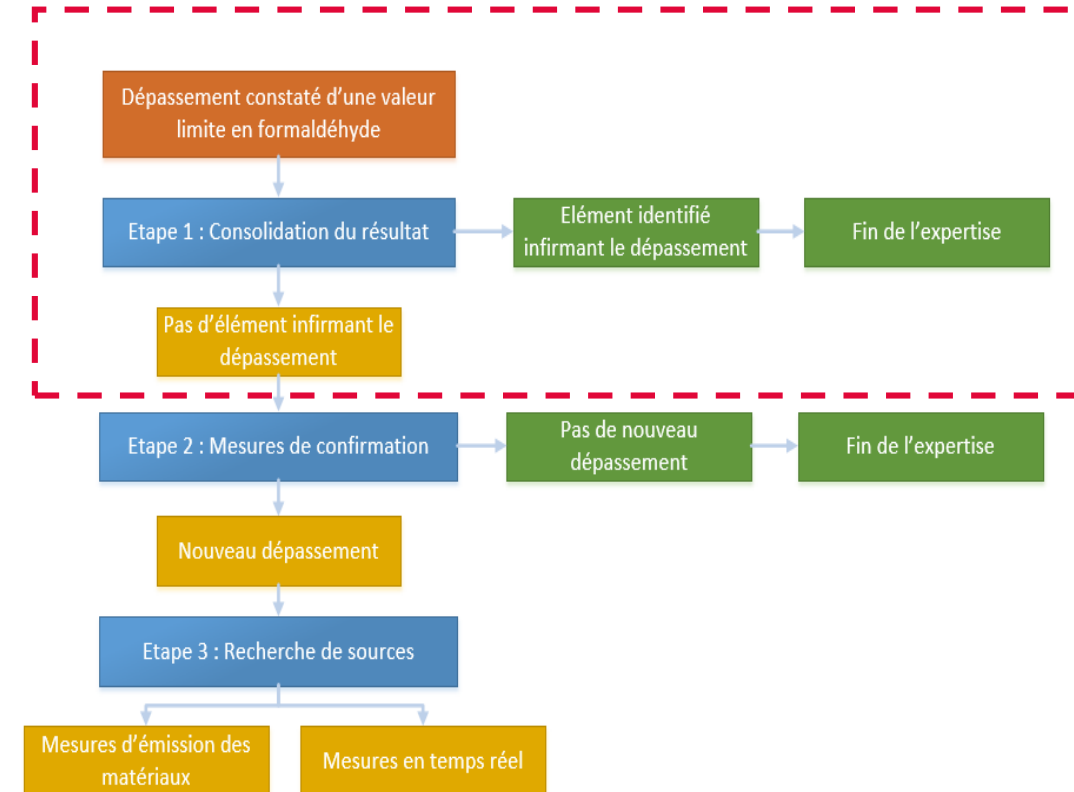 Dépassement constaté d'une valeur
limite en formaldéhyde
Etape 1 : Consolidation du résultat
Elément identifié
infirmant le dépassement
Fin de l'expertise
Pas d'élément infirmant le
dépassement
Etape 2 : Mesures de confirmation
Pas de nouveau
dépassement
Fin de l'expertise
Nouveau dépassement
Etape 3 : Recherche de sources
Mesures d'émission des
matériaux
Mesures en temps réel